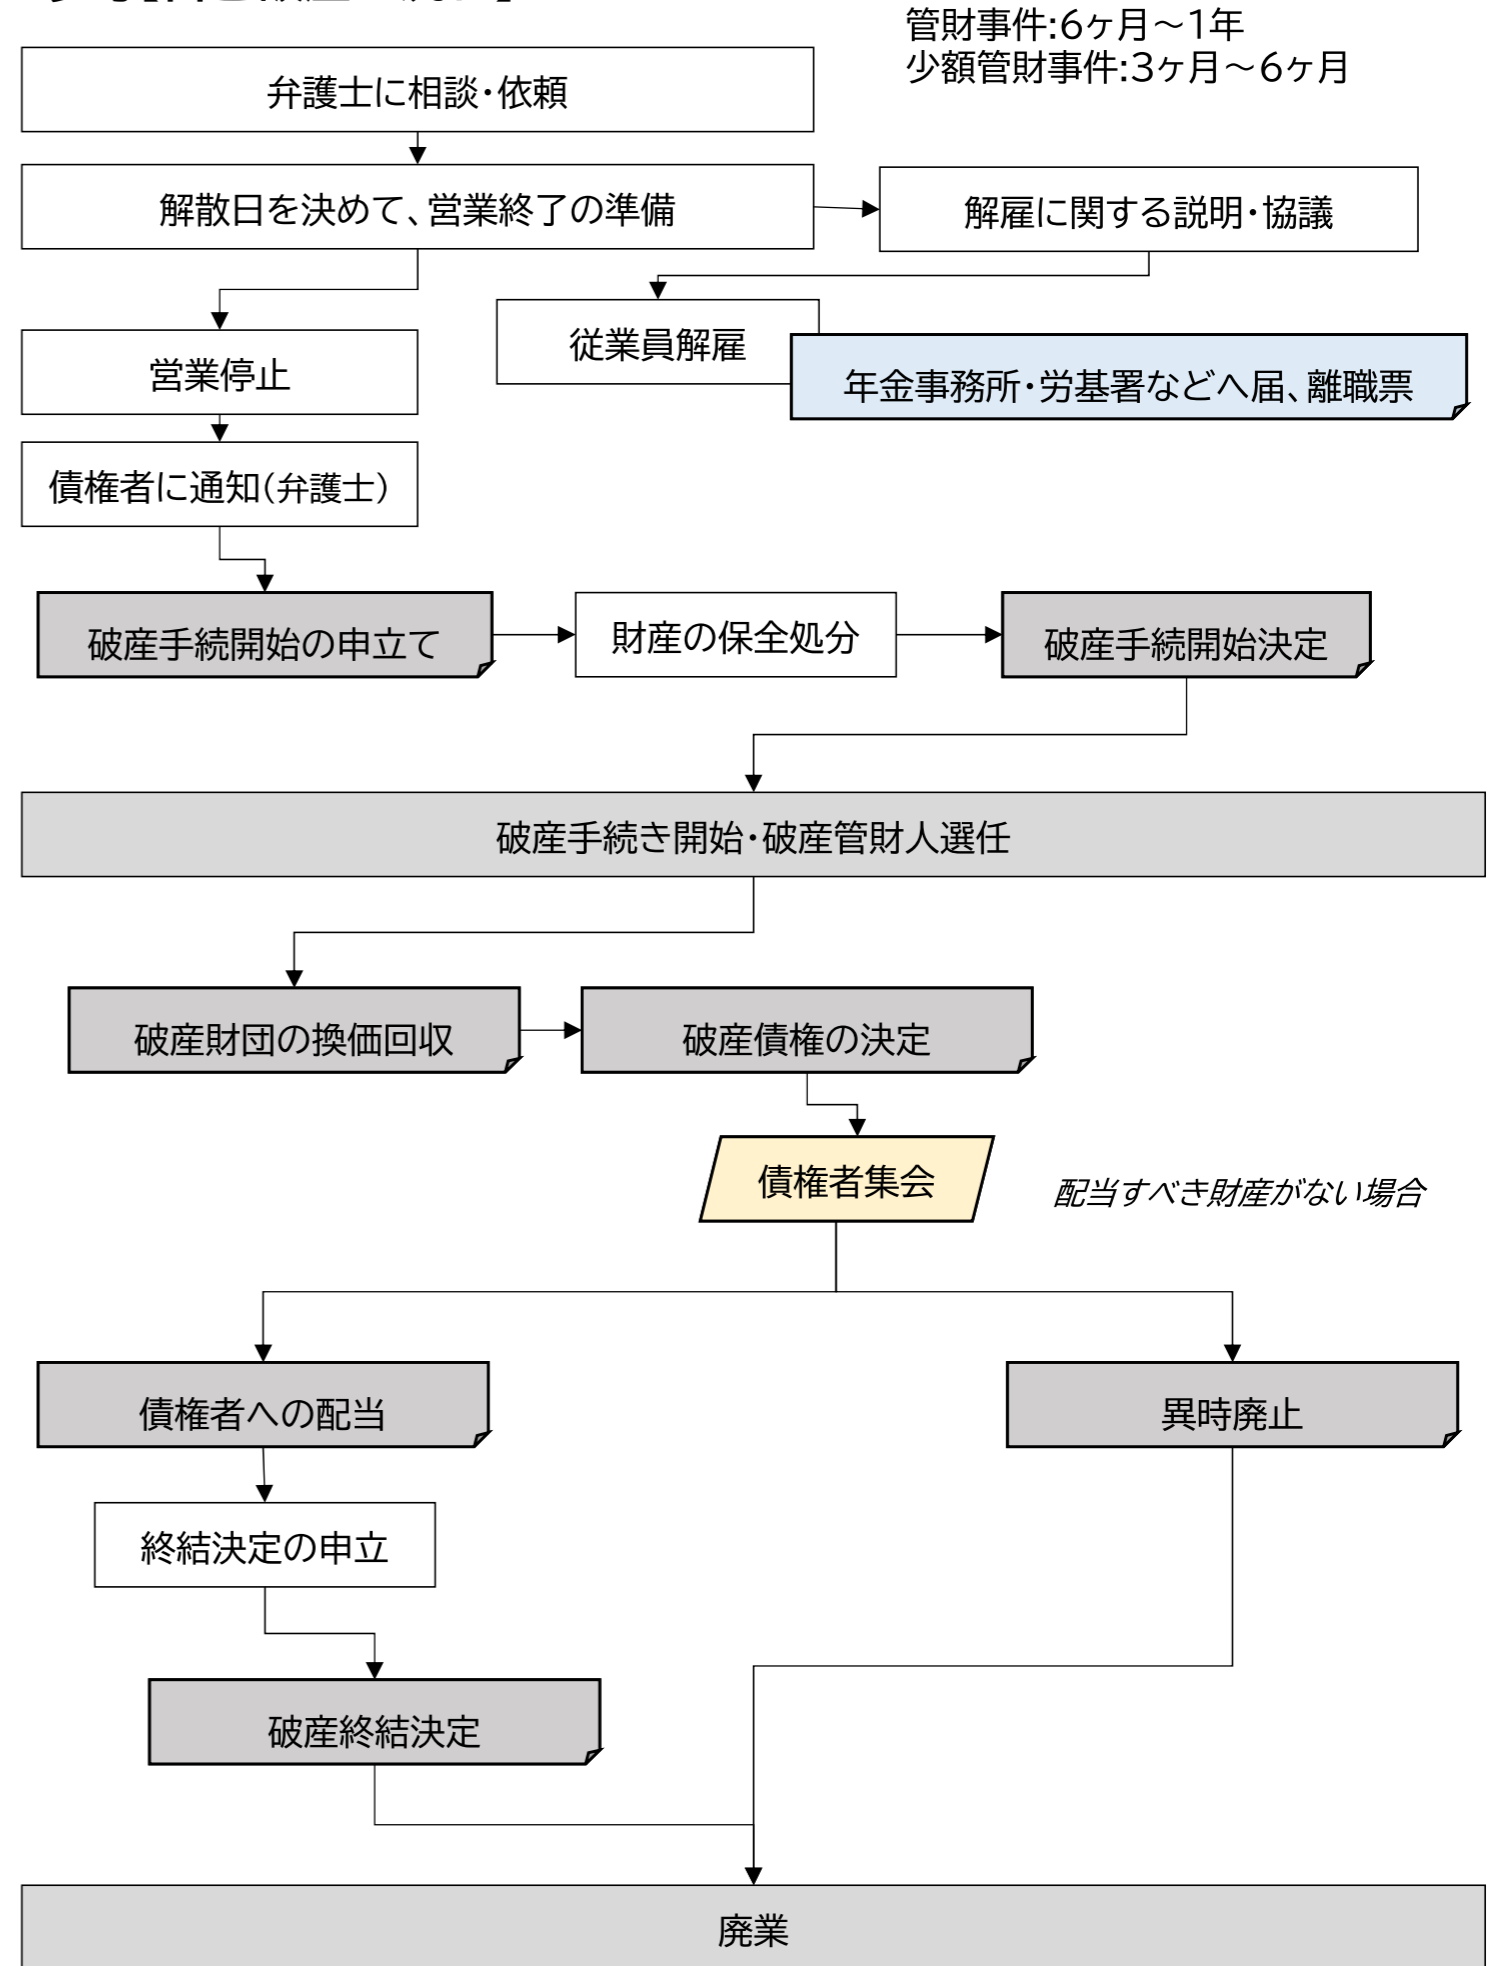 管財事件:6ヶ月～1年
少額管財事件:3ヶ月～6ヶ月
弁護士に相談・依頼
解散日を決めて、営業終了の準備
解雇に関する説明・協議
従業員解雇
年金事務所・労基署などへ届、離職票
営業停止
債権者に通知(弁護士)
破産手続開始の申立て
財産の保全処分
破産手続開始決定
破産手続き開始・破産管財人選任
破産財団の換価回収
破産債権の決定
債権者集会
配当すべき財産がない場合
債権者への配当
異時廃止
終結決定の申立
破産終結決定
廃業